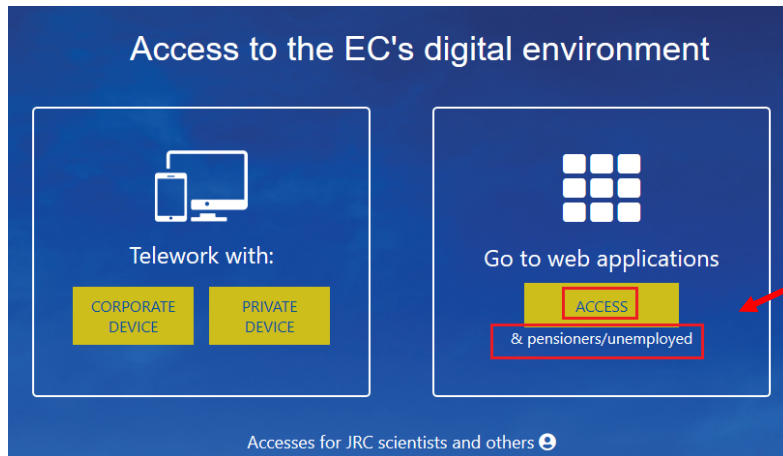 Access to the EC's digital environment
Telework with:
CORPORATE
DEVICE
PRIVATE
DEVICE
Go to web applications
ACCESS
& pensioners/unemployed
Accesses for JRC scientists and others